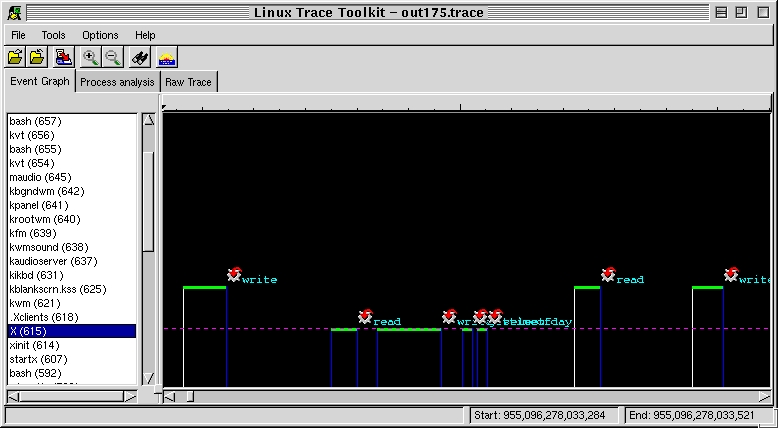 Linux Trace Toolkit – out175.trace
File Tools Options Help
Event Graph Process analysis Raw Trace
bash (657)
kvt (656)
bash (655)
kvt (654)
maudio (645)
kbgndwm (642)
kpanel (641)
krootwm (640)
kfm (639)
kwmsound (638)
kaudioserver (637)
kikbd (631)
kblankscrn.kss (625)
kwm (621)
.Xclients (618)
X (615)
xinit (614)
startx (607)
bash (592)
write
read
read
write
Start: 955,096,278,033,284 End: 955,096,278,033,521